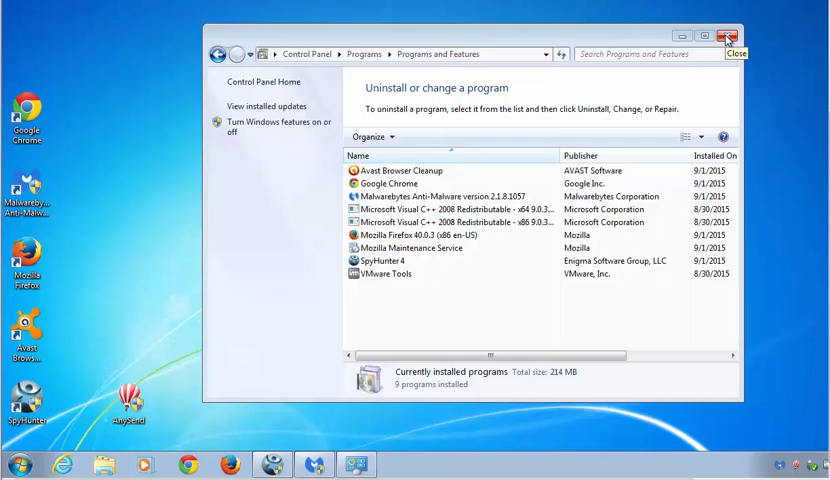 Close
Control Panel
Programs
Programs and Features
Search Programs and Features
Control Panel Home
View installed updates
Turn Windows features on or
off
Uninstall or change a program
To uninstall a program, select it from the list and then click Uninstall, Change, or Repair.
Organize
Name Publisher Installed On
Avast Browser Cleanup AVAST Software 9/1/2015
Google Chrome Google Inc. 9/1/2015
Malwarebytes Anti-Malware version 2.1.8.1057 Malwarebytes Corporation 9/1/2015
Microsoft Visual C++ 2008 Redistributable - x64 9.0.3... Microsoft Corporation 8/30/2015
Microsoft Visual C++ 2008 Redistributable - x86 9.0.3... Microsoft Corporation 8/30/2015
Mozilla Firefox 40.0.3 (x86 en-US) Mozilla 9/1/2015
Mozilla Maintenance Service Mozilla 9/1/2015
SpyHunter 4 Enigma Software Group, LLC 9/1/2015
VMware Tools VMware, Inc. 8/30/2015
Currently installed programs Total size: 214 MB
9 programs installed
Google
Chrome
Malwareby...
Anti-Malw...
Mozilla
Firefox
Avast
Brows...
SpyHunter
AnySend